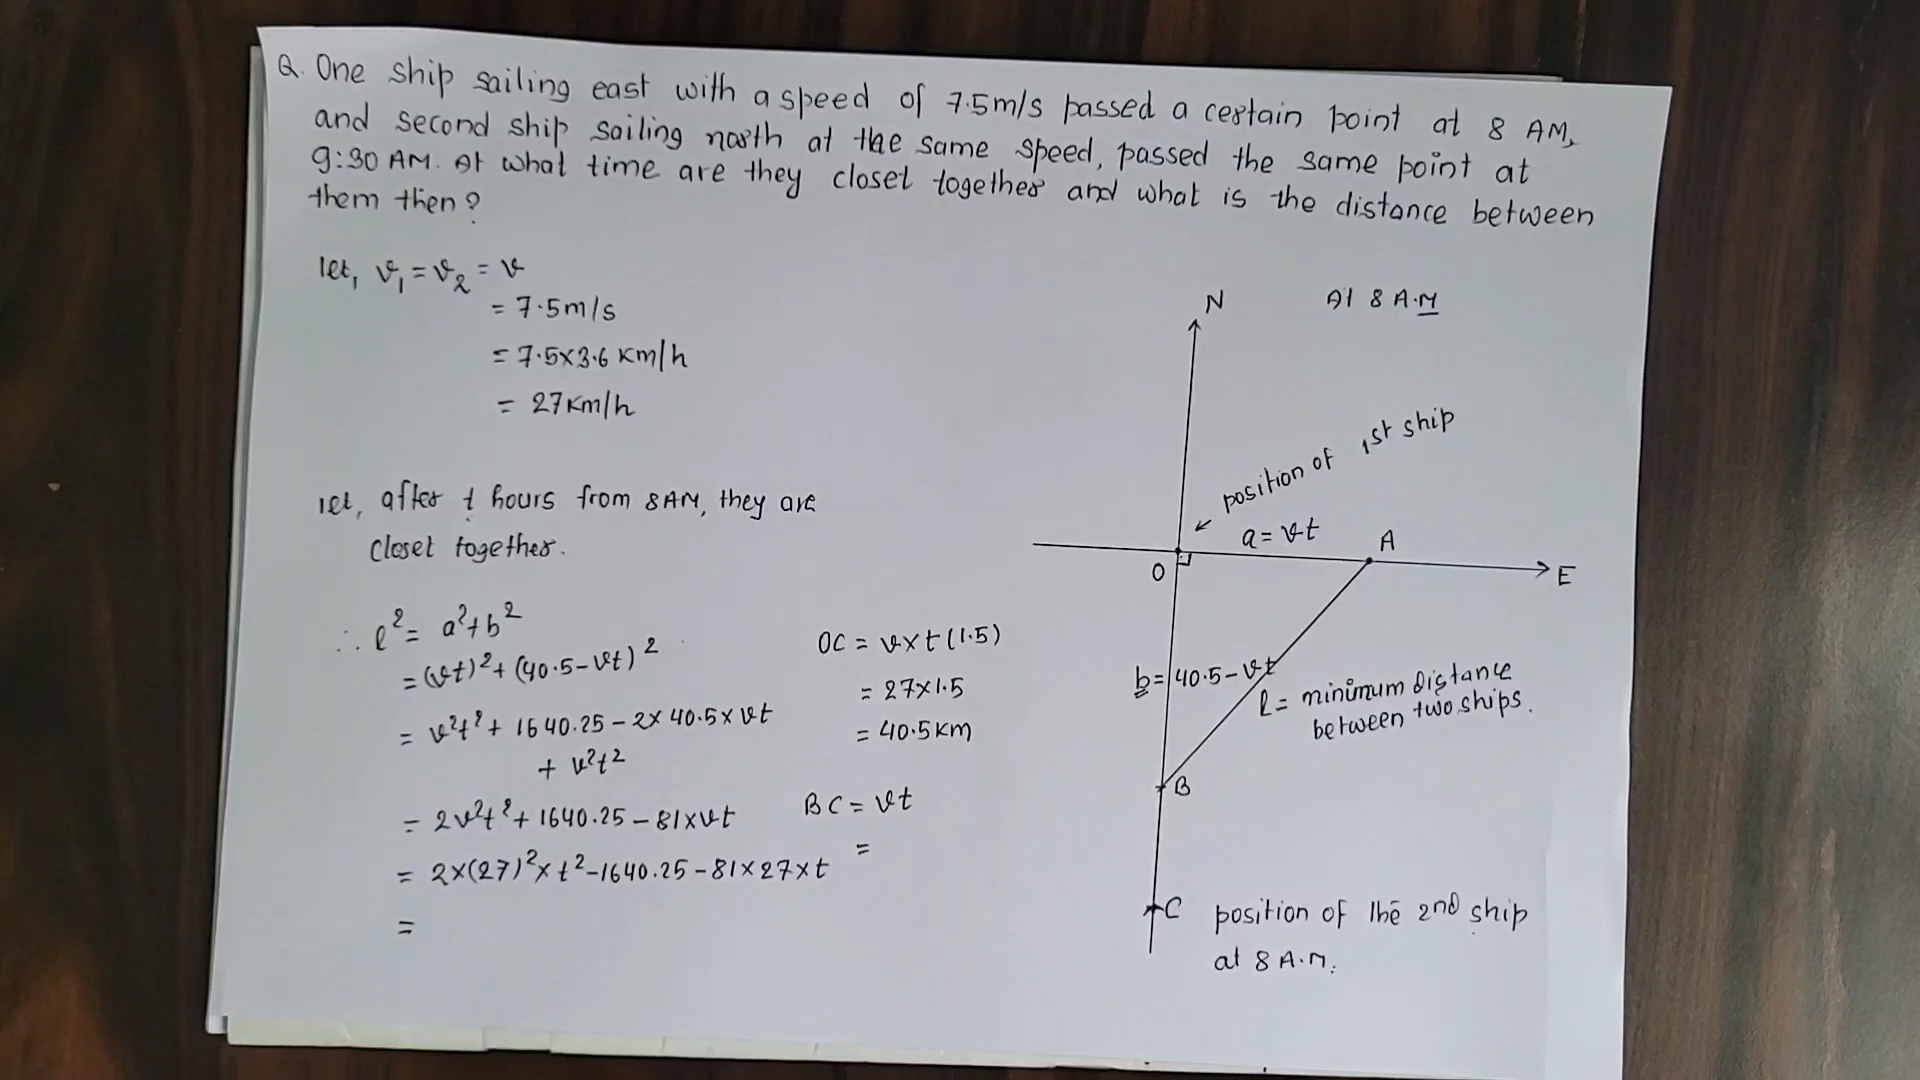 Q. One ship sailing east with a speed of 7.5m/s passed a certain point at 8 AM,
and second ship sailing north at the same speed, passed the same point at
9:30 AM. At what time are they closet together and what is the distance between
them then?
let, v₁ = v₂ = v
= 7.5m/s
= 7.5×3.6 km/h
= 27km/h
let, after t hours from 8AM, they are
closet together.
∴ l² = a²+b²
= (vt)² + (40.5-vt)²
= v²t² + 1640.25 - 2×40.5×vt
+ v²t²
= 2v²t² + 1640.25 - 81×vt
= 2×(27)²×t²-1640.25-81×27×t
=
OC = v×t(1.5)
= 27×1.5
= 40.5km
BC = vt
=
N
At 8 A.M
position of 1st ship
a = vt
A
O
E
b = 40.5-vt
l = minimum distance
between two ships.
B
C position of the 2nd ship
at 8 A.M.